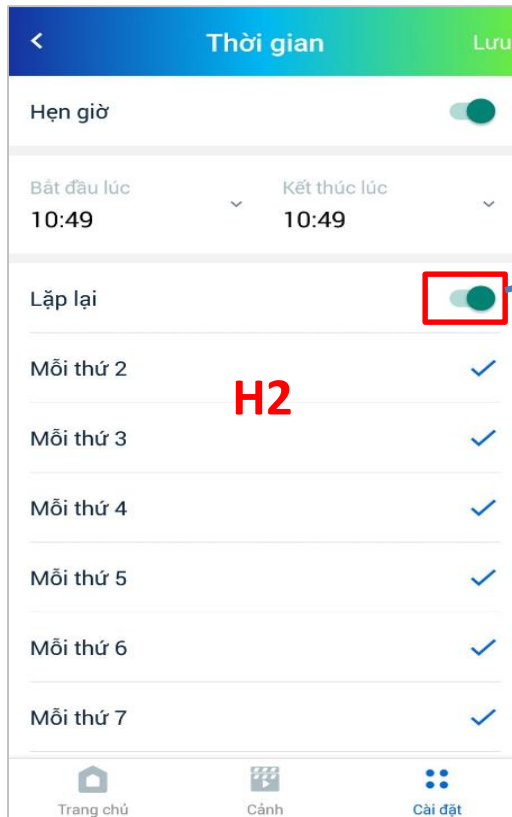 Thời gian Lưu
Hẹn giờ
Bắt đầu lúc Kết thúc lúc
10:49 10:49
Lặp lại
Mỗi thứ 2
H2
Mỗi thứ 3
Mỗi thứ 4
Mỗi thứ 5
Mỗi thứ 6
Mỗi thứ 7
Trang chủ Cảnh Cài đặt